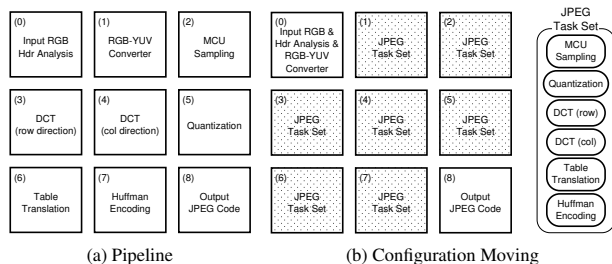 (0)
Input RGB
Hdr Analysis
(1)
RGB-YUV
Converter
(2)
MCU
Sampling
(3)
DCT
(row direction)
(4)
DCT
(col direction)
(5)
Quantization
(6)
Table
Translation
(7)
Huffman
Encoding
(8)
Output
JPEG Code
(a) Pipeline
(0)
Input RGB &
Hdr Analysis &
RGB-YUV
Converter
(1)
JPEG
Task Set
(2)
JPEG
Task Set
(3)
JPEG
Task Set
(4)
JPEG
Task Set
(5)
JPEG
Task Set
(6)
JPEG
Task Set
(7)
JPEG
Task Set
(8)
Output
JPEG Code
(b) Configuration Moving
JPEG
Task Set
MCU
Sampling
Quantization
DCT (row)
DCT (col)
Table
Translation
Huffman
Encoding